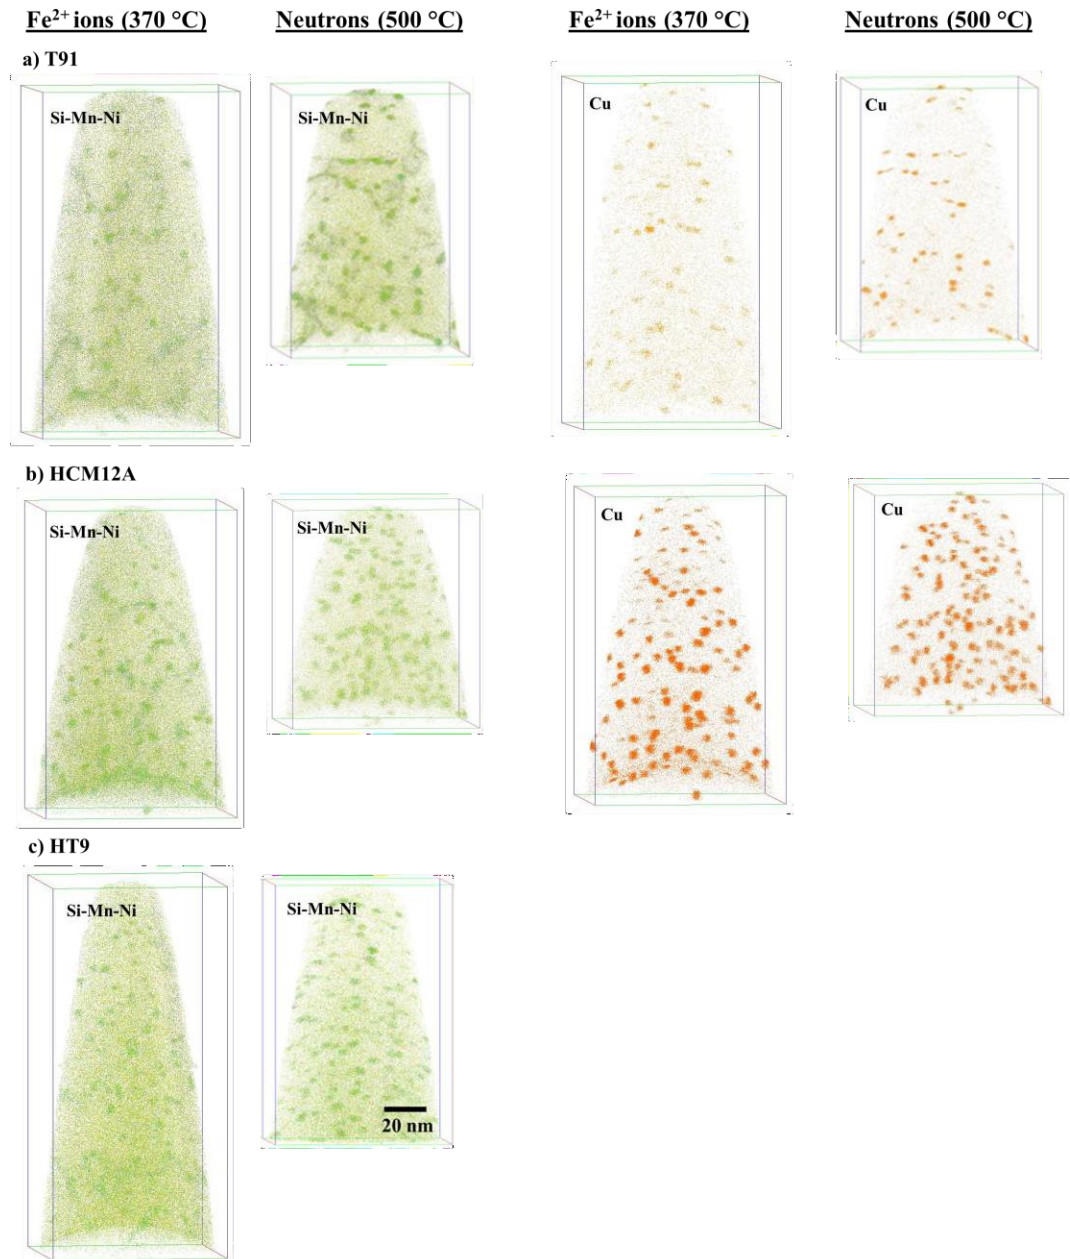 Fe²⁺ ions (370 °C) Neutrons (500 °C) Fe²⁺ ions (370 °C) Neutrons (500 °C)
a) T91
Si-Mn-Ni Si-Mn-Ni Cu Cu
b) HCM12A
Si-Mn-Ni Si-Mn-Ni Cu Cu
c) HT9
Si-Mn-Ni Si-Mn-Ni
20 nm